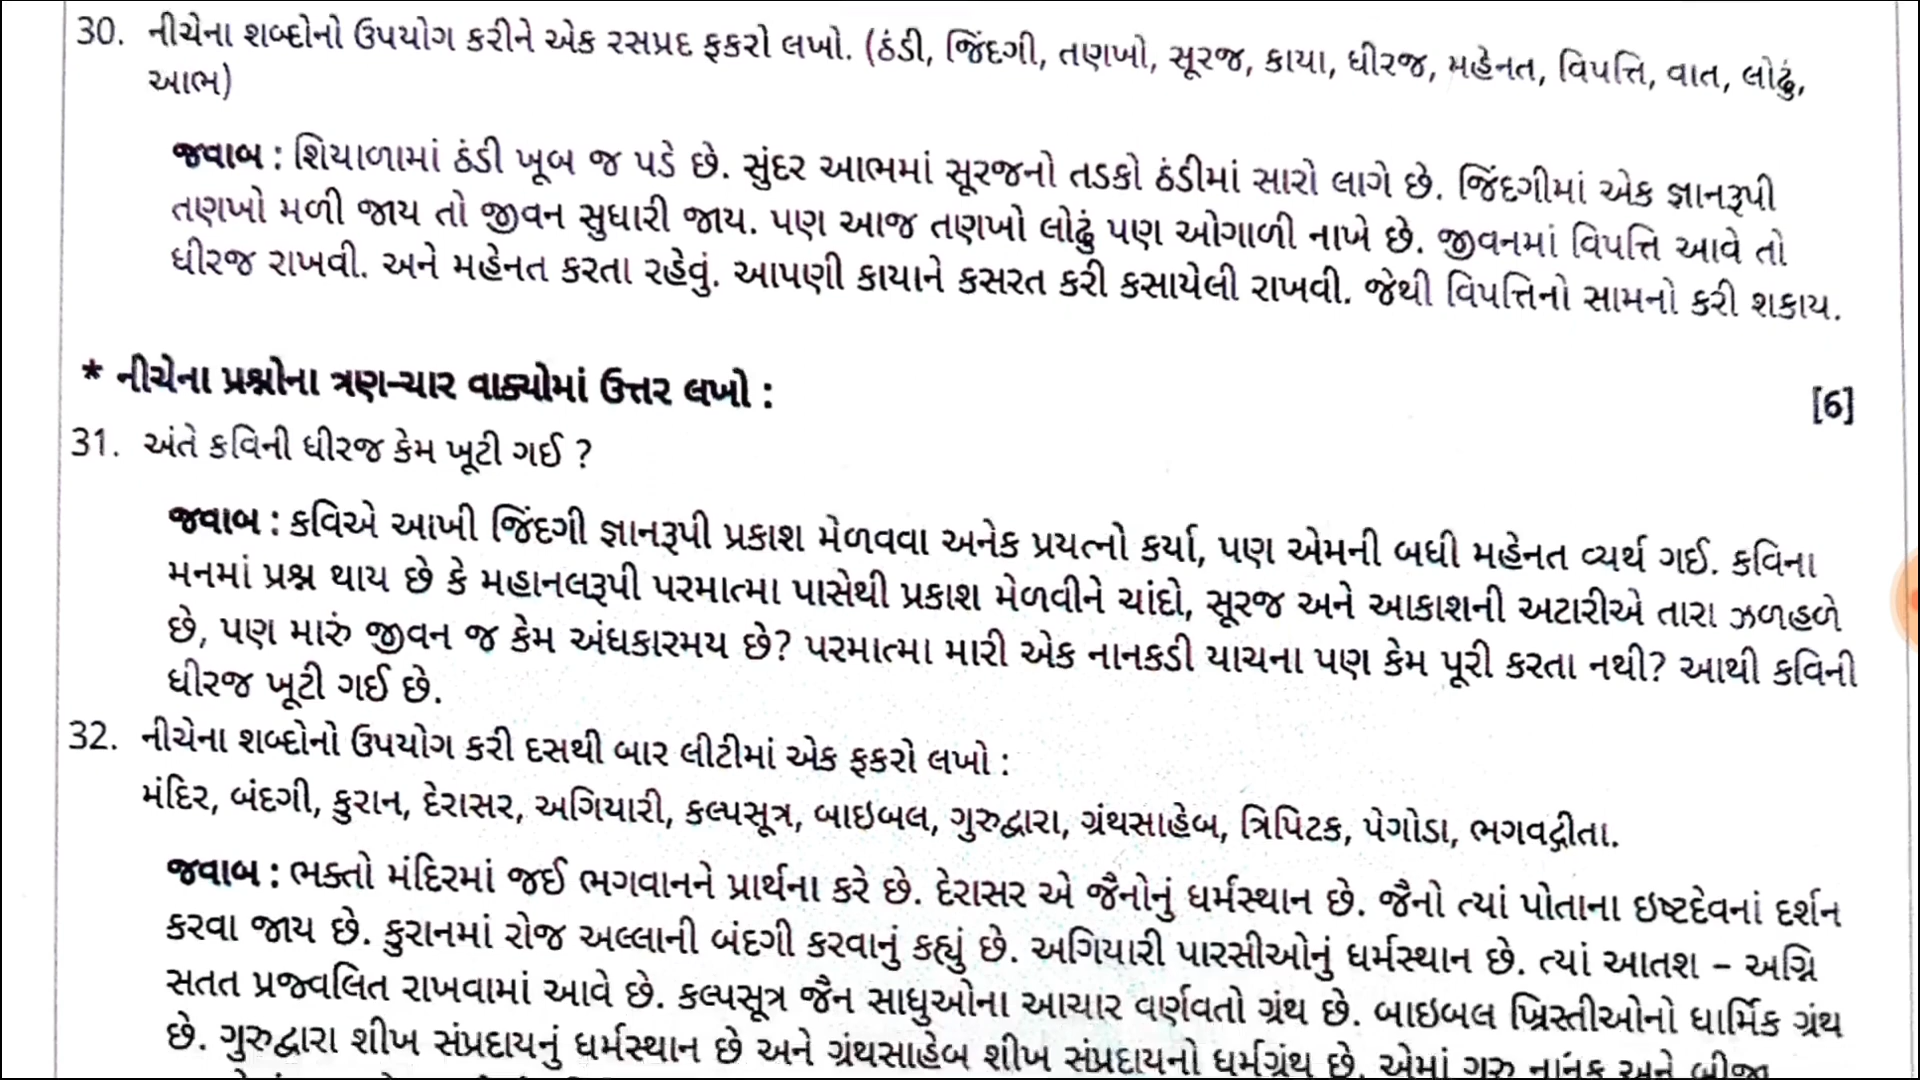 30. નીચેના શબ્દોનો ઉપયોગ કરીને એક રસપ્રદ ફકરો લખો. (ઠંડી, જિંદગી, તણખો, સૂરજ, કાયા, ધીરજ, મહેનત, વિપત્તિ, વાત, લોઢું,
આભ)
જવાબ : શિયાળામાં ઠંડી ખૂબ જ પડે છે. સુંદર આભમાં સૂરજનો તડકો ઠંડીમાં સારો લાગે છે. જિંદગીમાં એક જ્ઞાનરૂપી
તણખો મળી જાય તો જીવન સુધારી જાય. પણ આજ તણખો લોઢું પણ ઓગાળી નાખે છે. જીવનમાં વિપત્તિ આવે તો
ધીરજ રાખવી. અને મહેનત કરતા રહેવું. આપણી કાયાને કસરત કરી કસાયેલી રાખવી. જેથી વિપત્તિનો સામનો કરી શકાય.
* નીચેના પ્રશ્નોના ત્રણ-ચાર વાક્યોમાં ઉત્તર લખો : [6]
31. અંતે કવિની ધીરજ કેમ ખૂટી ગઈ ?
જવાબ : કવિએ આખી જિંદગી જ્ઞાનરૂપી પ્રકાશ મેળવવા અનેક પ્રયત્નો કર્યા, પણ એમની બધી મહેનત વ્યર્થ ગઈ. કવિના
મનમાં પ્રશ્ન થાય છે કે મહાનલરૂપી પરમાત્મા પાસેથી પ્રકાશ મેળવીને ચાંદો, સૂરજ અને આકાશની અટારીએ તારા ઝળહળે
છે, પણ મારું જીવન જ કેમ અંધકારમય છે? પરમાત્મા મારી એક નાનકડી યાચના પણ કેમ પૂરી કરતા નથી? આથી કવિની
ધીરજ ખૂટી ગઈ છે.
32. નીચેના શબ્દોનો ઉપયોગ કરી દસથી બાર લીટીમાં એક ફકરો લખો :
મંદિર, બંદગી, કુરાન, દેરાસર, અગિયારી, કલ્પસૂત્ર, બાઇબલ, ગુરુદ્વારા, ગ્રંથસાહેબ, ત્રિપિટક, પેગોડા, ભગવદ્ગીતા.
જવાબ : ભક્તો મંદિરમાં જઈ ભગવાનને પ્રાર્થના કરે છે. દેરાસર એ જૈનોનું ધર્મસ્થાન છે. જૈનો ત્યાં પોતાના ઇષ્ટદેવનાં દર્શન
કરવા જાય છે. કુરાનમાં રોજ અલ્લાની બંદગી કરવાનું કહ્યું છે. અગિયારી પારસીઓનું ધર્મસ્થાન છે. ત્યાં આતશ – અગ્નિ
સતત પ્રજ્વલિત રાખવામાં આવે છે. કલ્પસૂત્ર જૈન સાધુઓના આચાર વર્ણવતો ગ્રંથ છે. બાઇબલ ખ્રિસ્તીઓનો ધાર્મિક ગ્રંથ
છે. ગુરુદ્વારા શીખ સંપ્રદાયનું ધર્મસ્થાન છે અને ગ્રંથસાહેબ શીખ સંપ્રદાયનો ધર્મગ્રંથ છે. એમાં ગુરુ નાનક અને બીજા